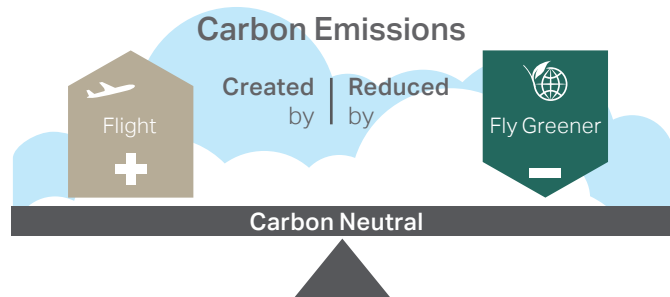 Carbon Emissions
Created by
Reduced by
Flight
Fly Greener
Carbon Neutral